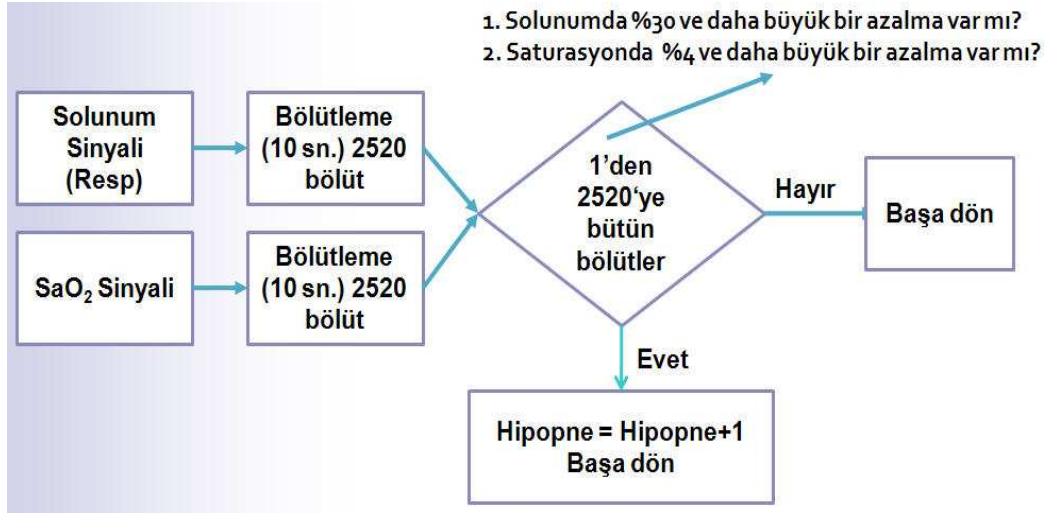 1. Solunumda %30 ve daha büyük bir azalma var mı?
2. Saturasyonda %4 ve daha büyük bir azalma var mı?
Solunum
Sinyali
(Resp)
Bölütleme
(10 sn.) 2520
bölüt
1’den
2520‘ye
bütün
bölütler
Hayır
Başa dön
SaO₂ Sinyali
Bölütleme
(10 sn.) 2520
bölüt
Evet
Hipopne = Hipopne+1
Başa dön